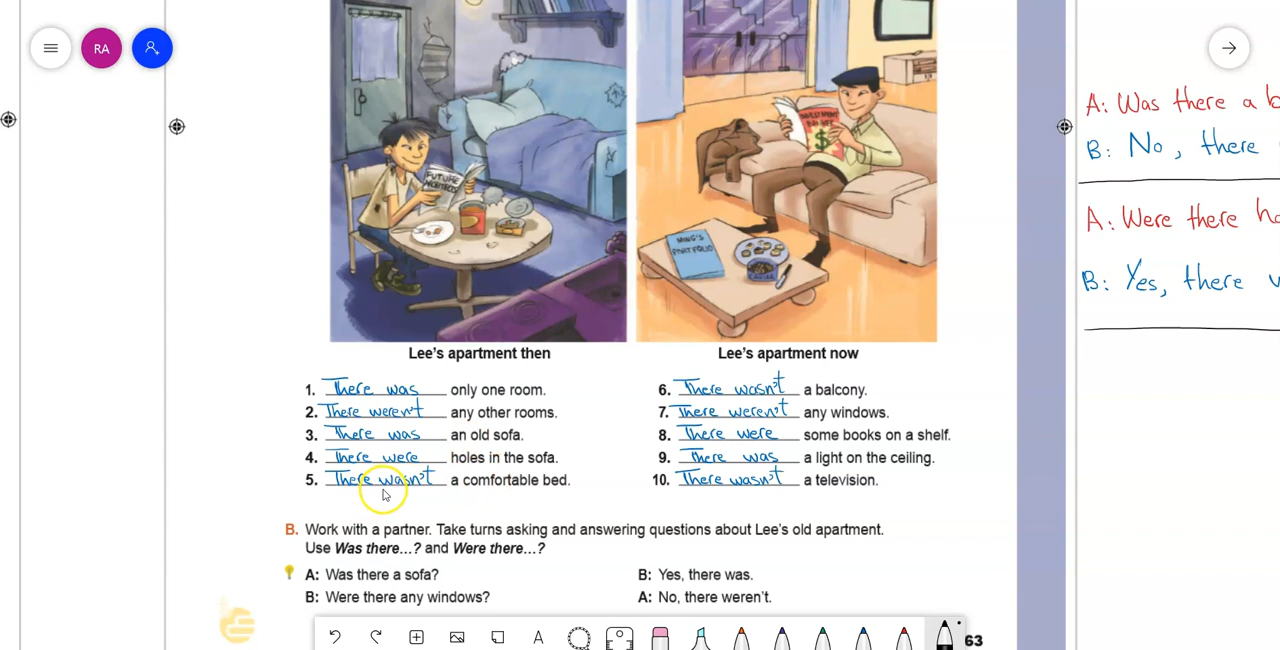 RA
FUTURE
INVESTMENT
$
MING'S
PORTFOLIO
A: Was there a b
B: No, there
A: Were there ho
B: Yes, there w
Lee's apartment then
Lee's apartment now
1. There was only one room.
2. There weren't any other rooms.
3. There was an old sofa.
4. There were holes in the sofa.
5. There wasn't a comfortable bed.
6. There wasn't a balcony.
7. There weren't any windows.
8. There were some books on a shelf.
9. There was a light on the ceiling.
10. There wasn't a television.
B. Work with a partner. Take turns asking and answering questions about Lee's old apartment.
Use Was there...? and Were there...?
A: Was there a sofa?
B: Yes, there was.
B: Were there any windows?
A: No, there weren't.
63